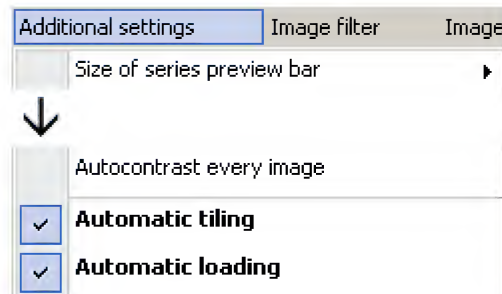 Additional settings Image filter Image
Size of series preview bar
Autocontrast every image
Automatic tiling
Automatic loading